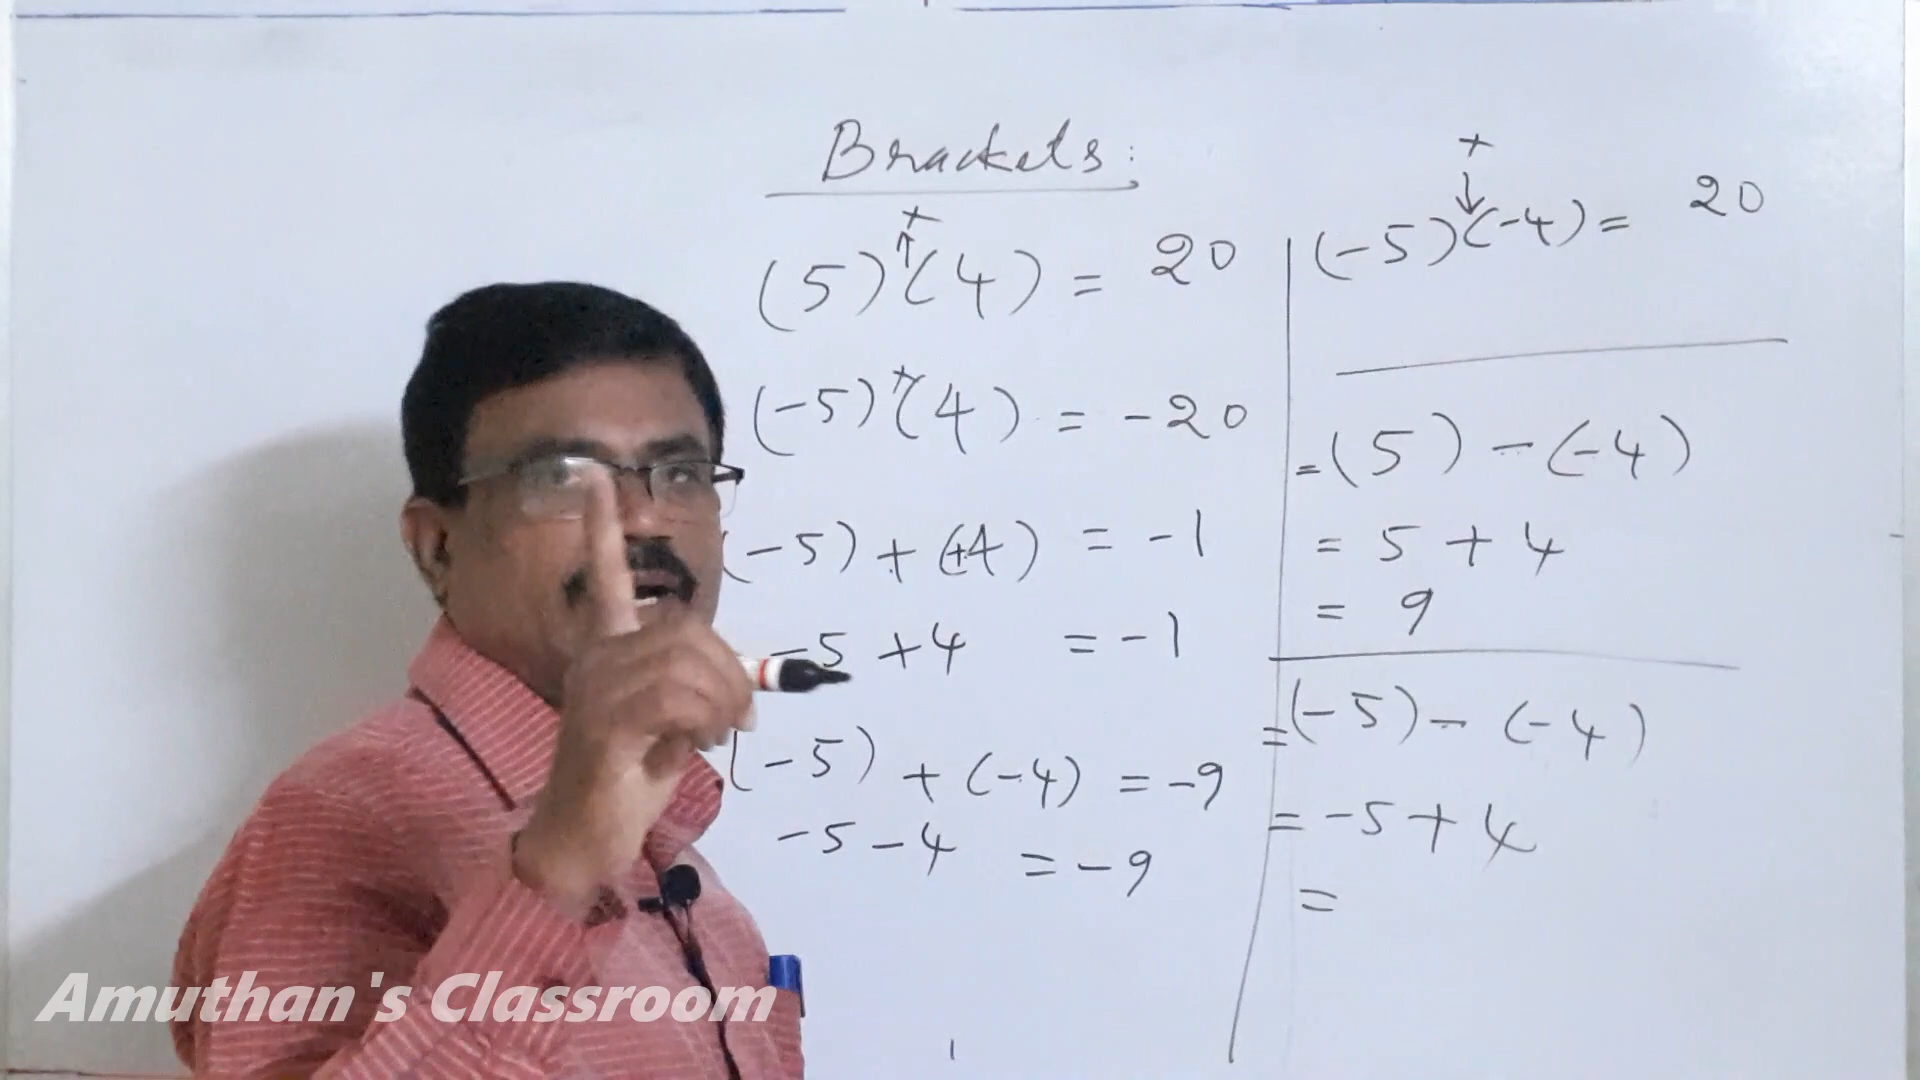 Brackets:
+
↑
(5)(4) = 20
+
(-5)(4) = -20
(-5) + (+4) = -1
-5 +4 = -1
(-5) + (-4) = -9
-5 -4 = -9
+
↓
(-5)(-4) = 20
= (5) - (-4)
= 5 + 4
= 9
= (-5) - (-4)
= -5 + 4
=
Amuthan's Classroom